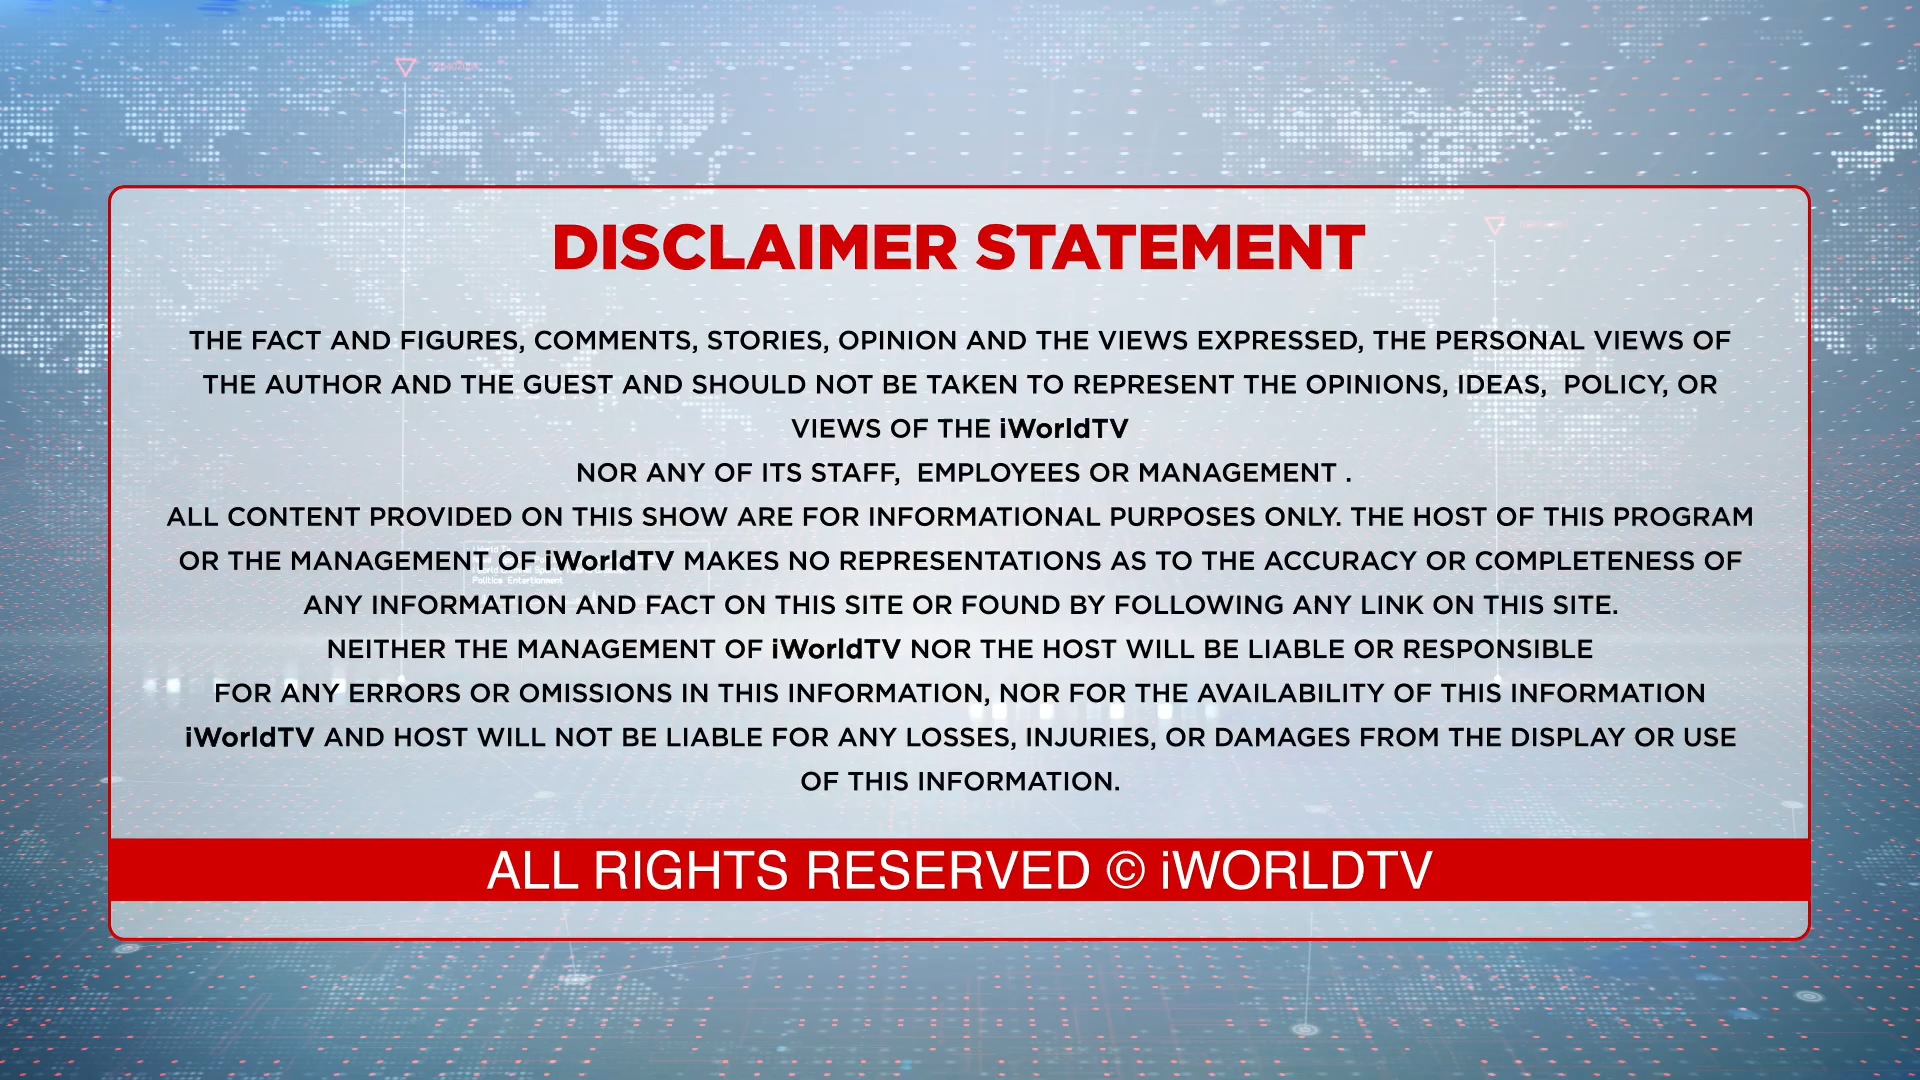 DISCLAIMER STATEMENT
THE FACT AND FIGURES, COMMENTS, STORIES, OPINION AND THE VIEWS EXPRESSED, THE PERSONAL VIEWS OF
THE AUTHOR AND THE GUEST AND SHOULD NOT BE TAKEN TO REPRESENT THE OPINIONS, IDEAS,  POLICY, OR
VIEWS OF THE iWorldTV
NOR ANY OF ITS STAFF,  EMPLOYEES OR MANAGEMENT .
ALL CONTENT PROVIDED ON THIS SHOW ARE FOR INFORMATIONAL PURPOSES ONLY. THE HOST OF THIS PROGRAM
OR THE MANAGEMENT OF iWorldTV MAKES NO REPRESENTATIONS AS TO THE ACCURACY OR COMPLETENESS OF
Politics Entertianment
ANY INFORMATION AND FACT ON THIS SITE OR FOUND BY FOLLOWING ANY LINK ON THIS SITE.
NEITHER THE MANAGEMENT OF iWorldTV NOR THE HOST WILL BE LIABLE OR RESPONSIBLE
FOR ANY ERRORS OR OMISSIONS IN THIS INFORMATION, NOR FOR THE AVAILABILITY OF THIS INFORMATION
iWorldTV AND HOST WILL NOT BE LIABLE FOR ANY LOSSES, INJURIES, OR DAMAGES FROM THE DISPLAY OR USE
OF THIS INFORMATION.
ALL RIGHTS RESERVED © iWORLDTV